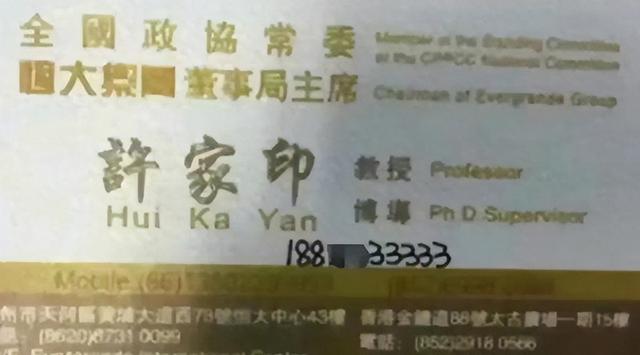 全國政協常委 Member of the Standing Committee
of the CPPCC National Committee
董事局主席 Chairman of Evergrande Group
許家印 教授 Professor
Hui Ka Yan 博導 Ph D Supervisor
188 33333
Mobile (86)
州市天河區黃埔大道西78號恒大中心43樓 香港金鐘道88號太古廣場一期15樓
(8620)8731 0099 電話: (852)2918 0566